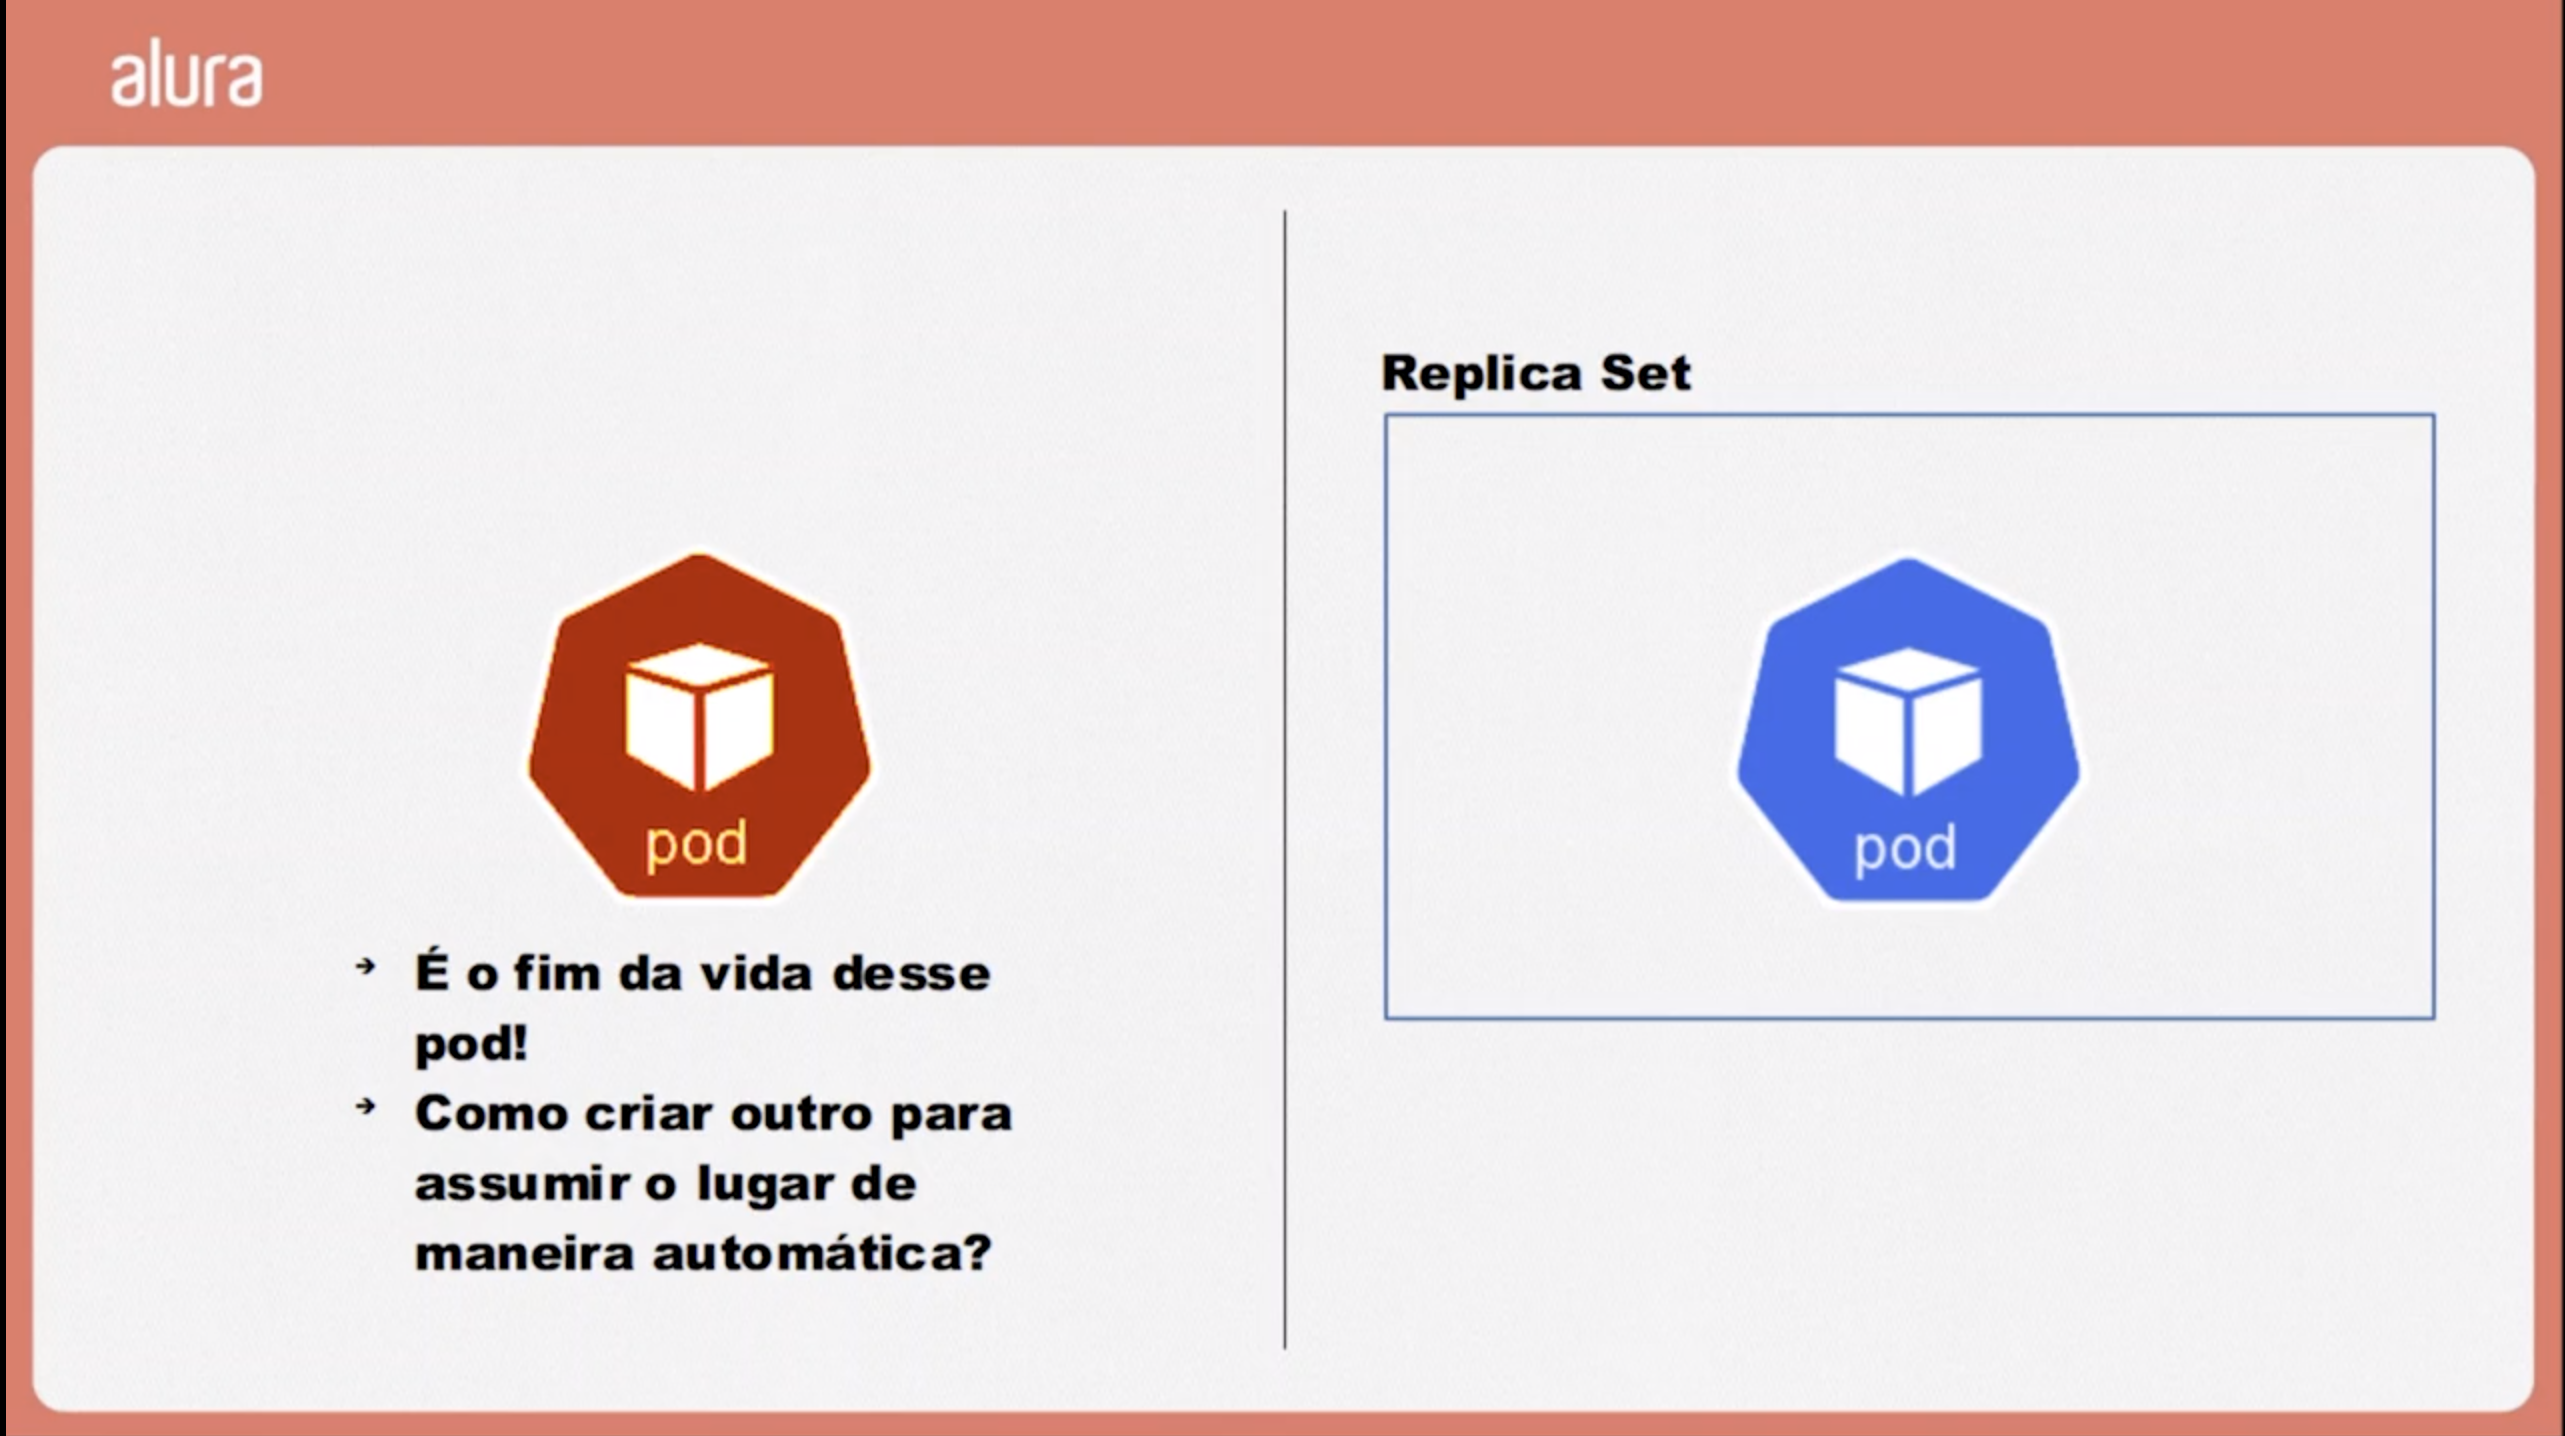 alura
pod
➔ É o fim da vida desse
pod!
➔ Como criar outro para
assumir o lugar de
maneira automática?
Replica Set
pod